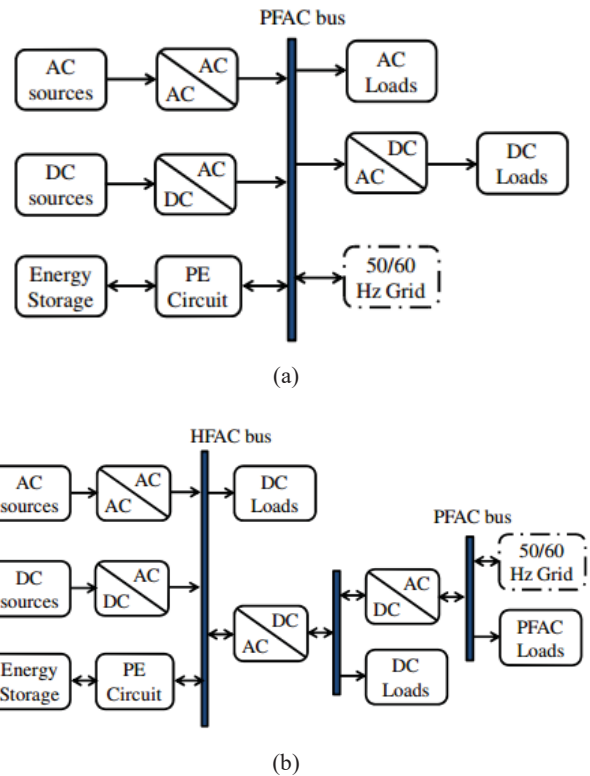 PFAC bus
AC
sources
AC
AC
AC
Loads
DC
sources
AC
DC
DC
AC
DC
Loads
Energy
Storage
PE
Circuit
50/60
Hz Grid
(a)
HFAC bus
AC
sources
AC
AC
DC
Loads
PFAC bus
DC
sources
AC
DC
DC
AC
AC
DC
50/60
Hz Grid
Energy
Storage
PE
Circuit
DC
Loads
PFAC
Loads
(b)